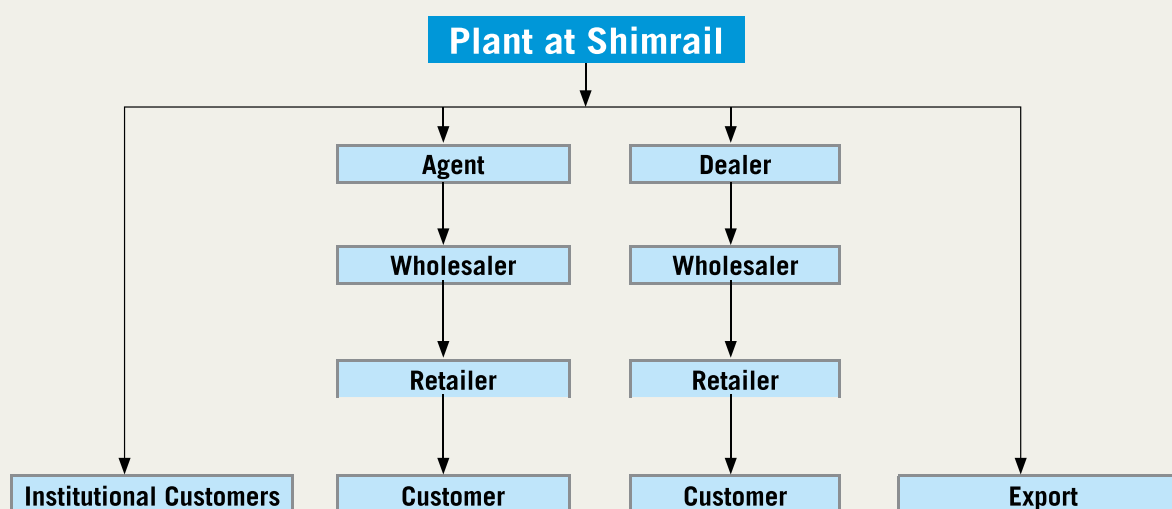 Plant at Shimrail
Agent
Dealer
Wholesaler
Wholesaler
Retailer
Retailer
Institutional Customers
Customer
Customer
Export